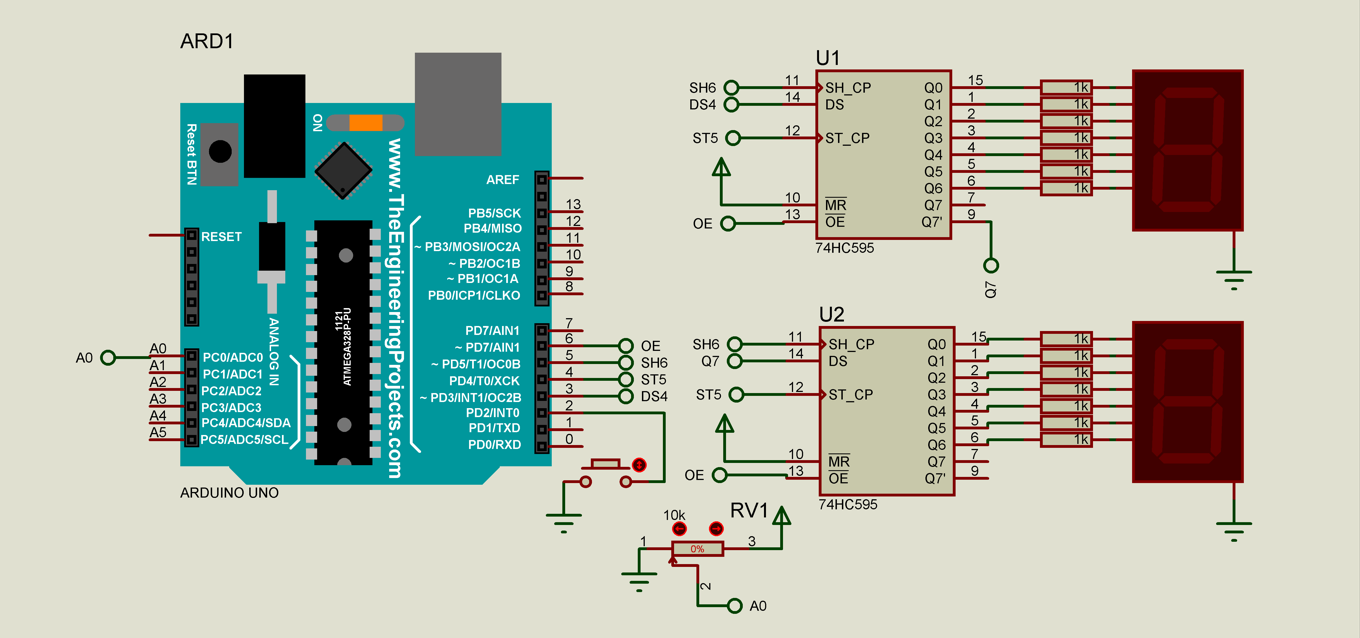 ARD1
ON
Reset BTN
www.TheEngineeringProjects.com
RESET
ANALOG IN
1121
ATMEGA328P-PU
AREF
PB5/SCK 13
PB4/MISO 12
~ PB3/MOSI/OC2A 11
~ PB2/OC1B 10
~ PB1/OC1A 9
PB0/ICP1/CLKO 8
PD7/AIN1 7
~ PD7/AIN1 6 OE
~ PD5/T1/OC0B 5 SH6
PD4/T0/XCK 4 ST5
~ PD3/INT1/OC2B 3 DS4
PD2/INT0 2
PD1/TXD 1
PD0/RXD 0
A0 A0 PC0/ADC0
A1 PC1/ADC1
A2 PC2/ADC2
A3 PC3/ADC3
A4 PC4/ADC4/SDA
A5 PC5/ADC5/SCL
ARDUINO UNO
U1
SH6 11 SH_CP Q0 15 1k
DS4 14 DS Q1 1 1k
Q2 2 1k
ST5 12 ST_CP Q3 3 1k
Q4 4 1k
Q5 5 1k
Q6 6 1k
10 MR Q7 7
OE 13 OE Q7' 9
74HC595
Q7
U2
SH6 11 SH_CP Q0 15 1k
Q7 14 DS Q1 1 1k
Q2 2 1k
ST5 12 ST_CP Q3 3 1k
Q4 4 1k
Q5 5 1k
Q6 6 1k
10 MR Q7 7
OE 13 OE Q7' 9
74HC595
RV1
10k
1 0% 3
2
A0